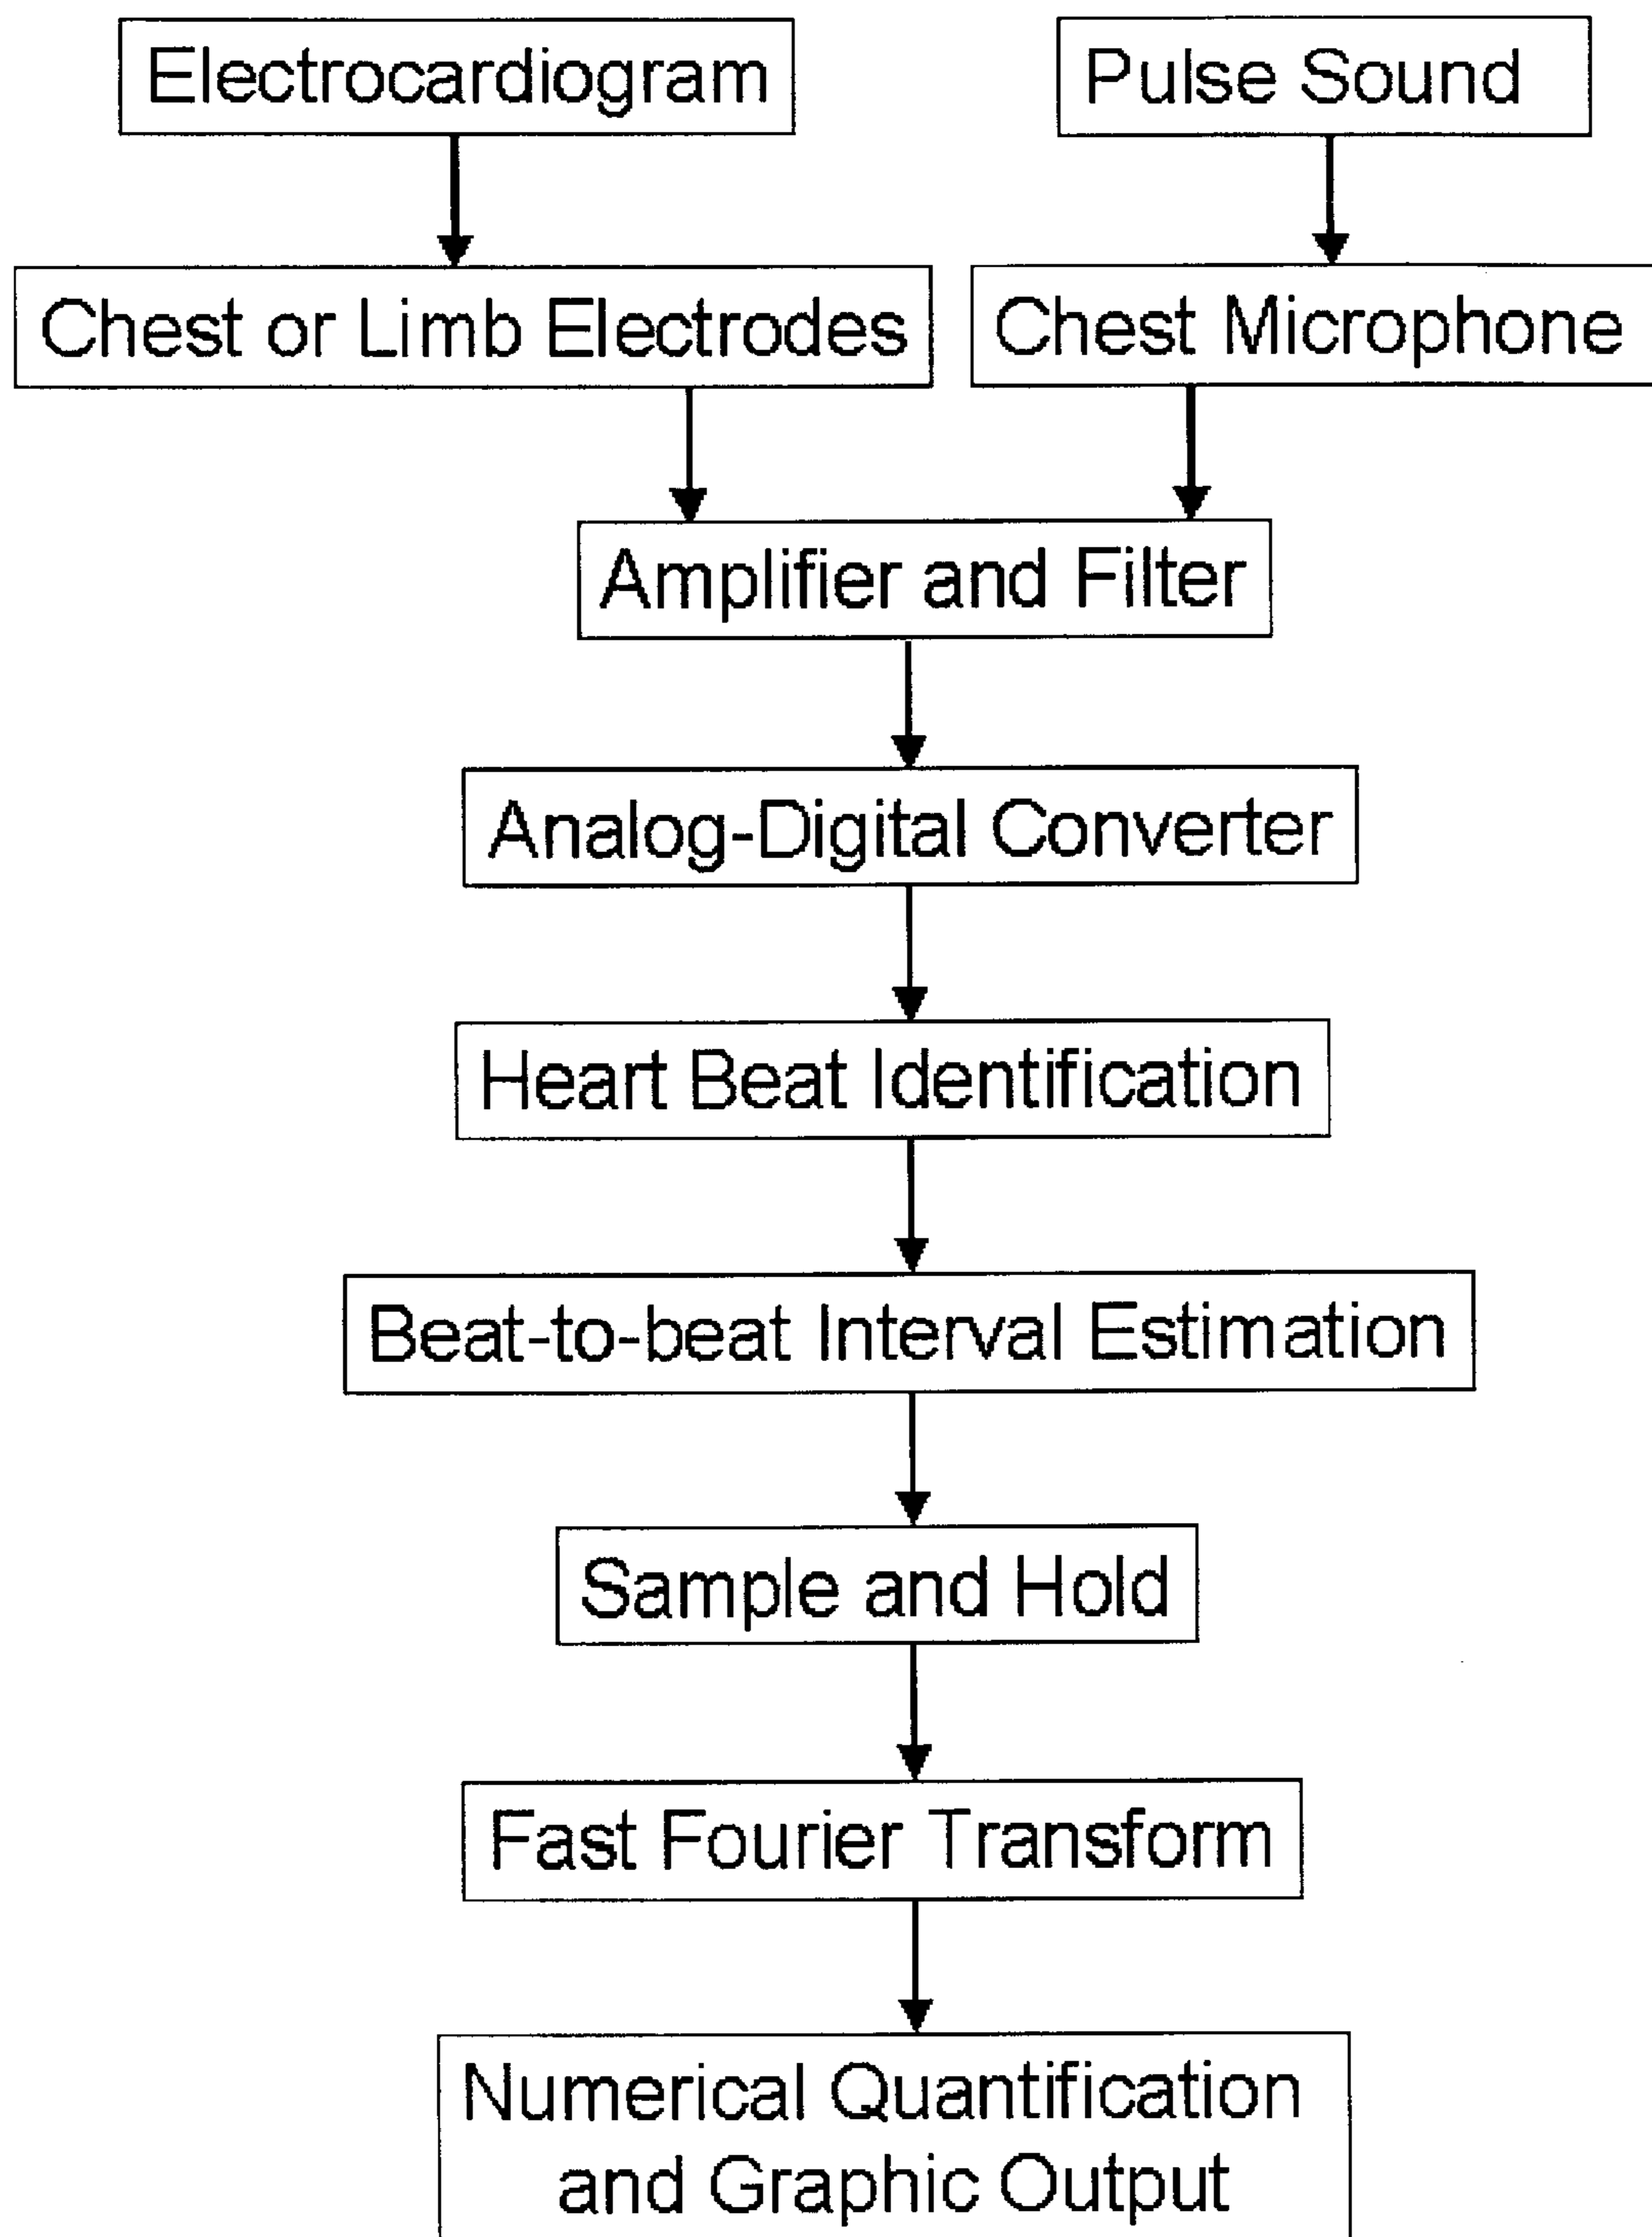 Electrocardiogram
Pulse Sound
Chest or Limb Electrodes
Chest Microphone
Amplifier and Filter
Analog-Digital Converter
Heart Beat Identification
Beat-to-beat Interval Estimation
Sample and Hold
Fast Fourier Transform
Numerical Quantification
and Graphic Output